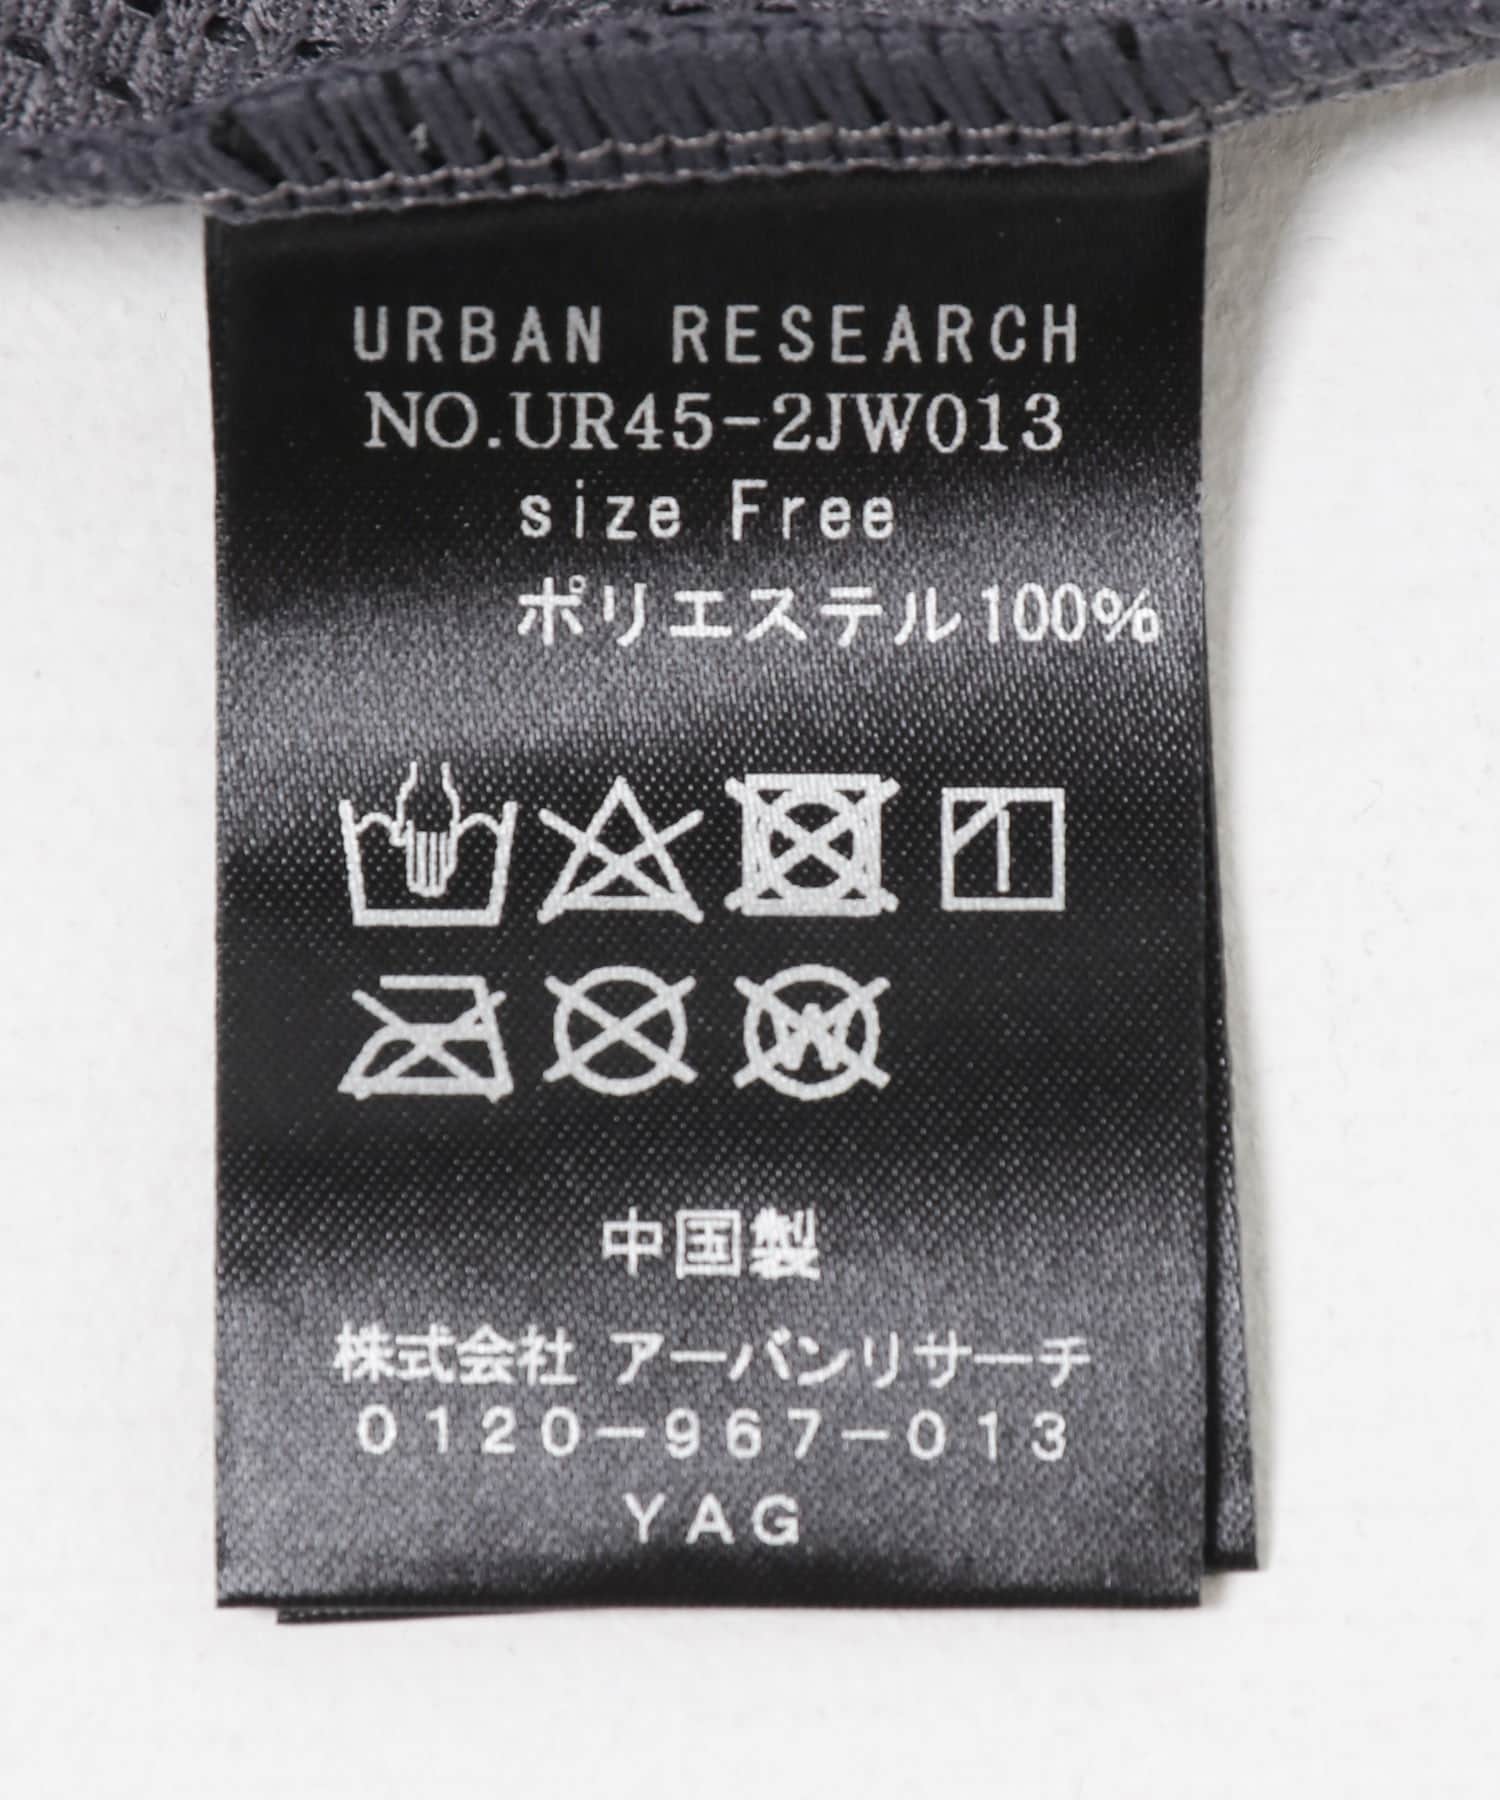 URBAN RESEARCH
NO.UR45-2JW013
size Free
ポリエステル100%
中国製
株式会社 アーバンリサーチ
0120-967-013
YAG